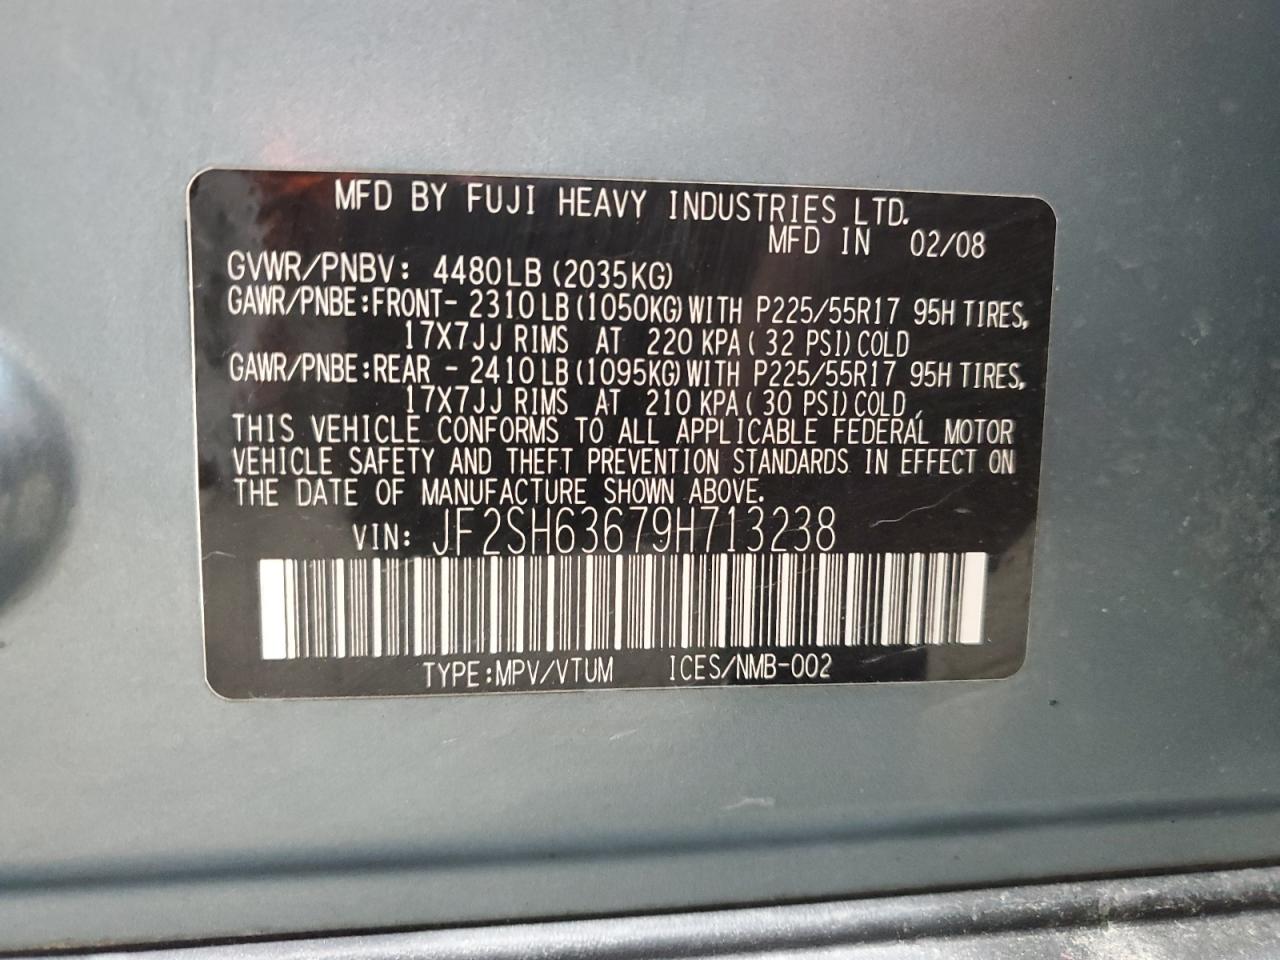 MFD BY FUJI HEAVY INDUSTRIES LTD.
MFD IN 02/08
GVWR/PNBV: 4480LB (2035KG)
GAWR/PNBE:FRONT- 2310LB (1050KG) WITH P225/55R17 95H TIRES,
17X7JJ RIMS AT 220 KPA ( 32 PSI) COLD
GAWR/PNBE:REAR - 2410LB (1095KG) WITH P225/55R17 95H TIRES,
17X7JJ RIMS AT 210 KPA ( 30 PSI) COLD,
THIS VEHICLE CONFORMS TO ALL APPLICABLE FEDERAL MOTOR
VEHICLE SAFETY AND THEFT PREVENTION STANDARDS IN EFFECT ON
THE DATE OF MANUFACTURE SHOWN ABOVE.
VIN: JF2SH63679H713238
TYPE:MPV/VTUM ICES/NMB-002